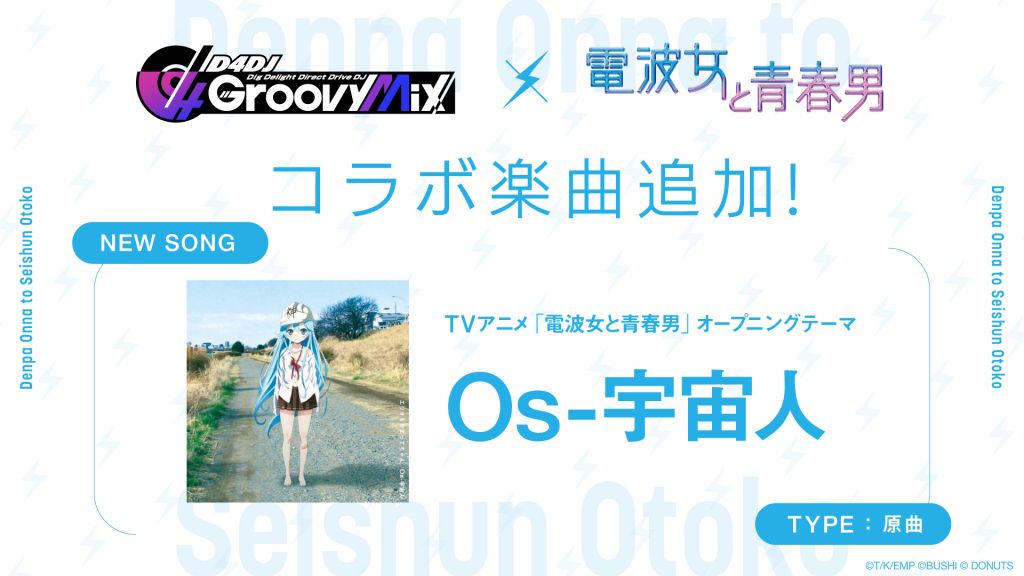 Denpa Onna to
D4DJ
Dig Delight Direct Drive DJ
Groovy Mix
×
電波女と青春男
コラボ楽曲追加!
Denpa Onna to Seishun Otoko
Denpa Onna to Seishun Otoko
NEW SONG
神
TVアニメ「電波女と青春男」オープニングテーマ
Os-宇宙人
Seishun Otoko
TYPE : 原曲
©T/K/EMP ©BUSHI © DONUTS